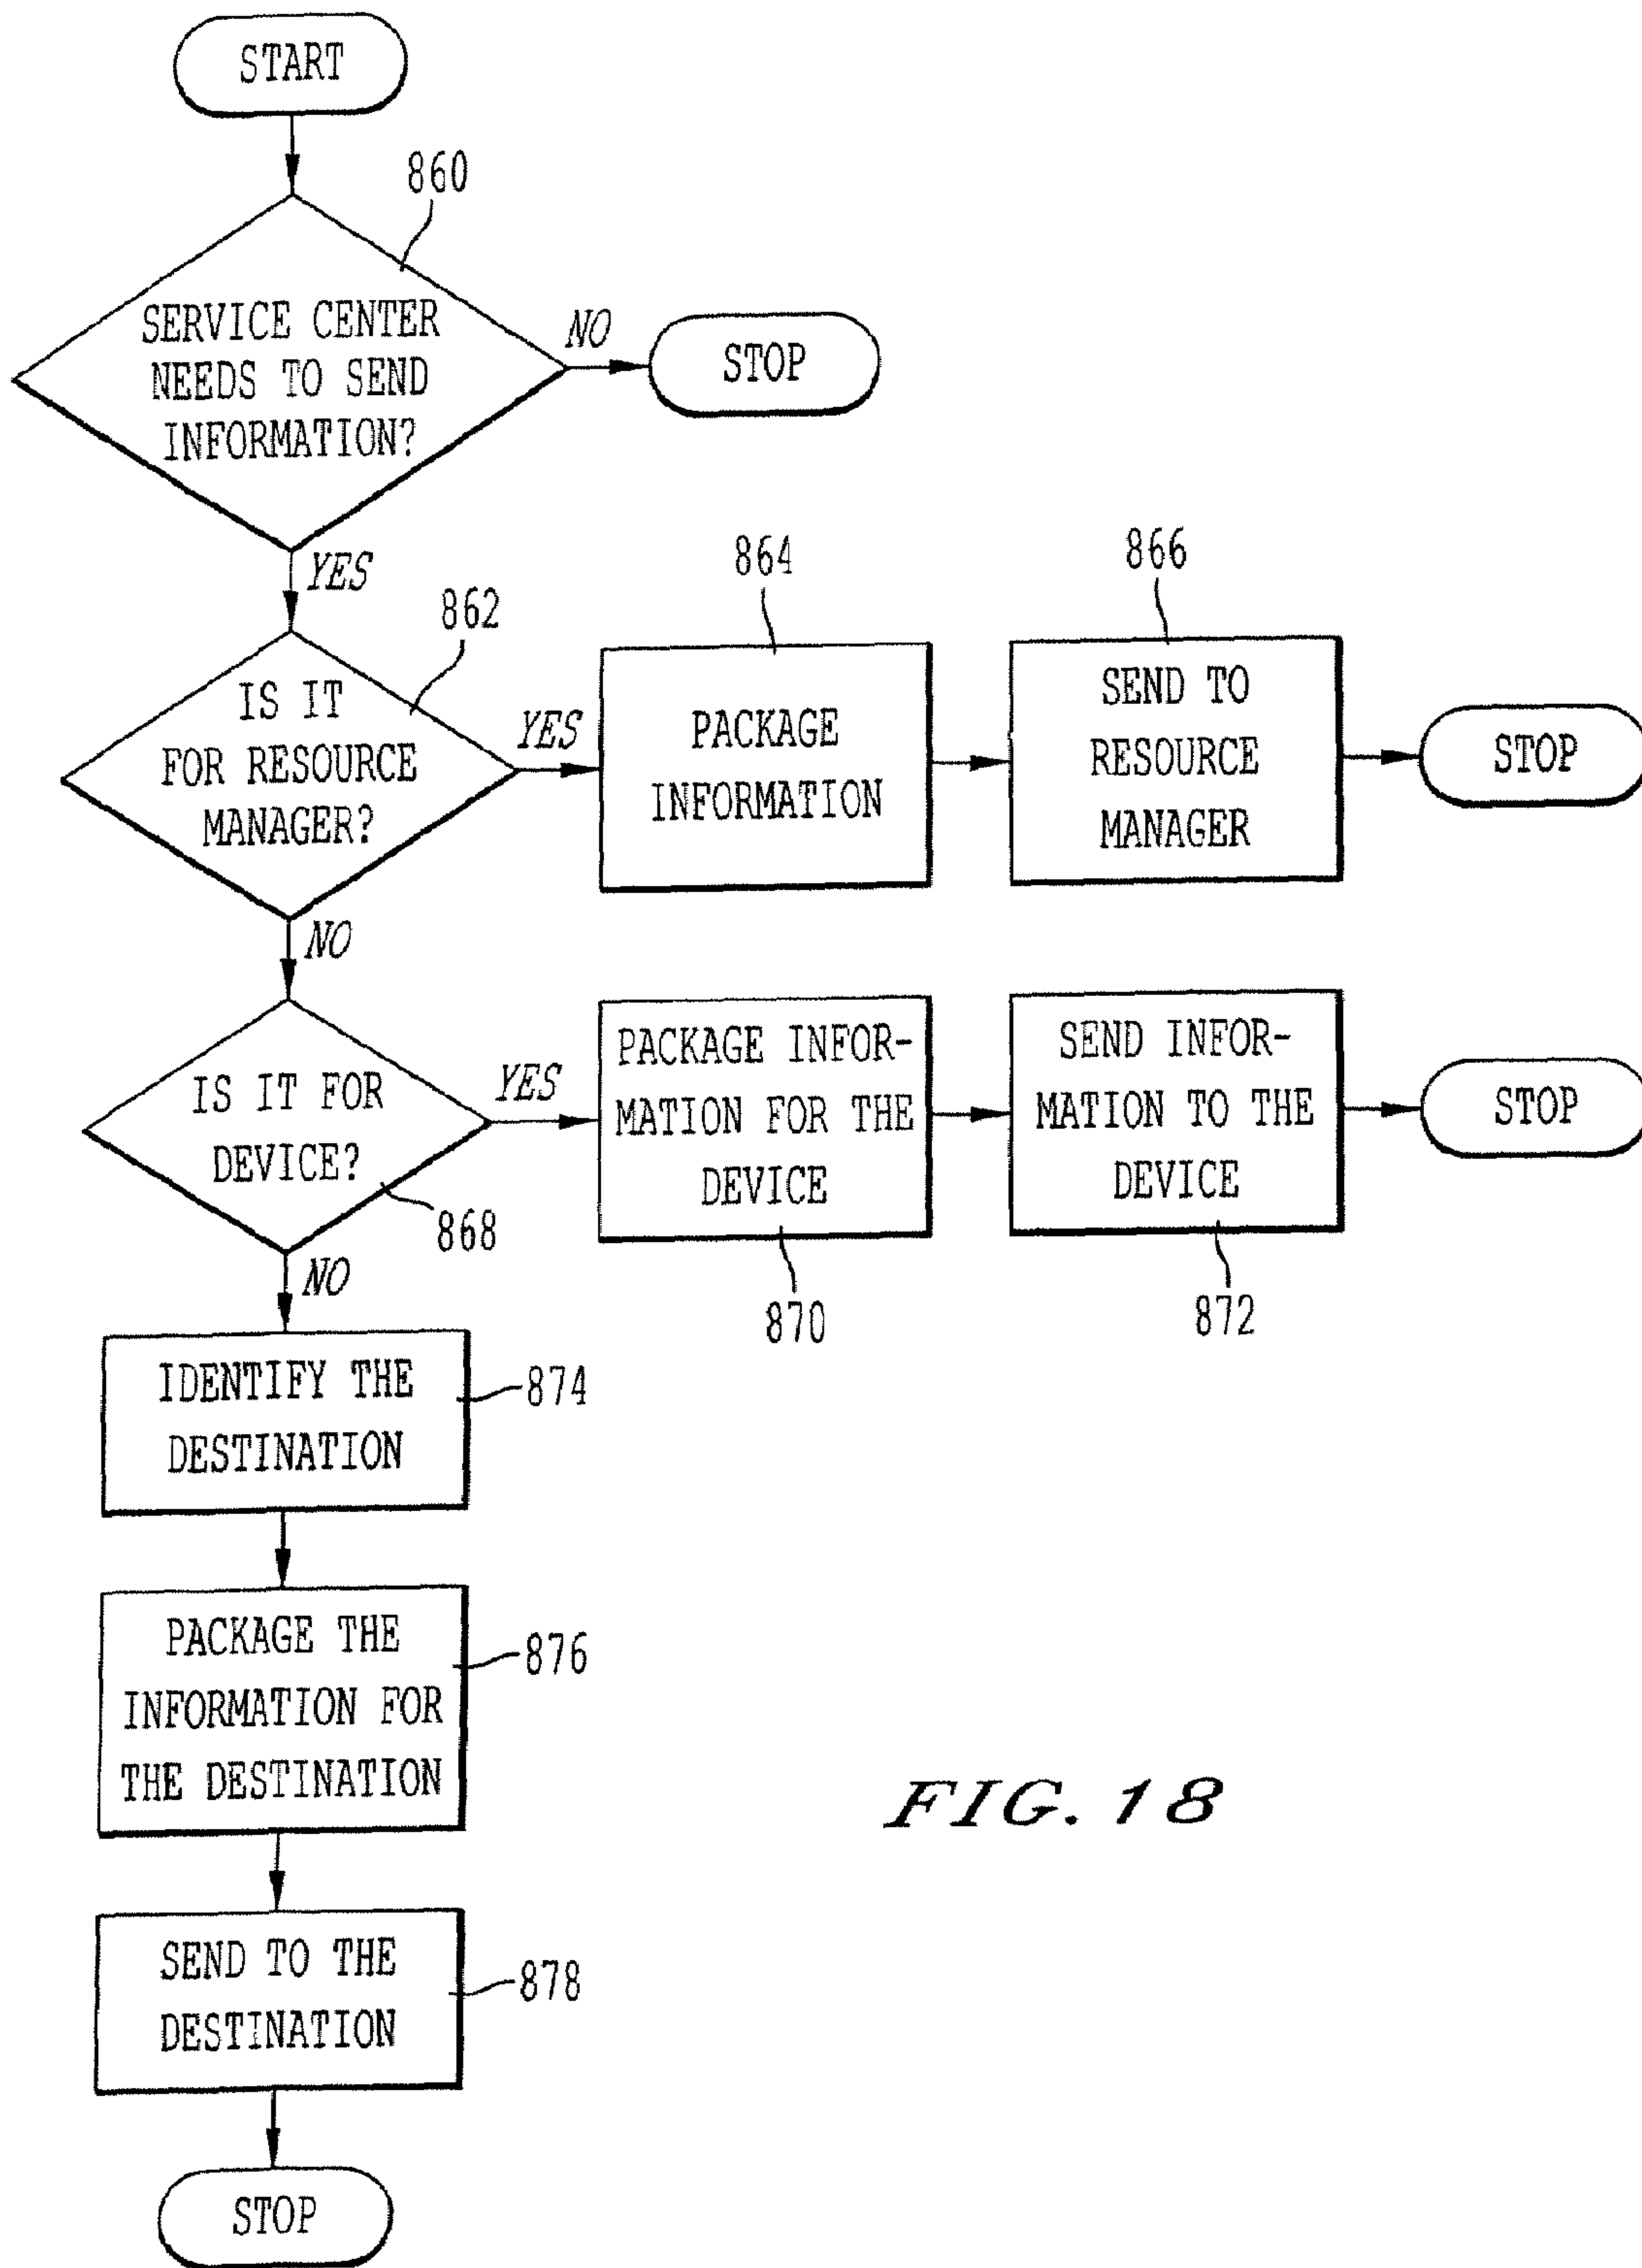 START
860
SERVICE CENTER
NEEDS TO SEND
INFORMATION?
NO
STOP
YES
862
IS IT
FOR RESOURCE
MANAGER?
YES
864
PACKAGE
INFORMATION
866
SEND TO
RESOURCE
MANAGER
STOP
NO
IS IT FOR
DEVICE?
868
YES
PACKAGE INFOR-
MATION FOR THE
DEVICE
870
SEND INFOR-
MATION TO THE
DEVICE
872
STOP
NO
IDENTIFY THE
DESTINATION
874
PACKAGE THE
INFORMATION FOR
THE DESTINATION
876
SEND TO THE
DESTINATION
878
STOP
FIG. 18